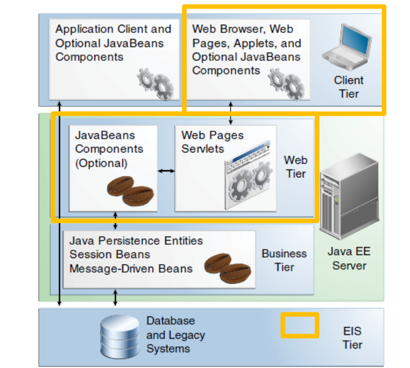 Application Client and
Optional JavaBeans
Components
Web Browser, Web
Pages, Applets, and
Optional JavaBeans
Components
Client
Tier
JavaBeans
Components
(Optional)
Web Pages
Servlets
Web
Tier
Java Persistence Entities
Session Beans
Message-Driven Beans
Business
Tier
Java EE
Server
Database
and Legacy
Systems
EIS
Tier